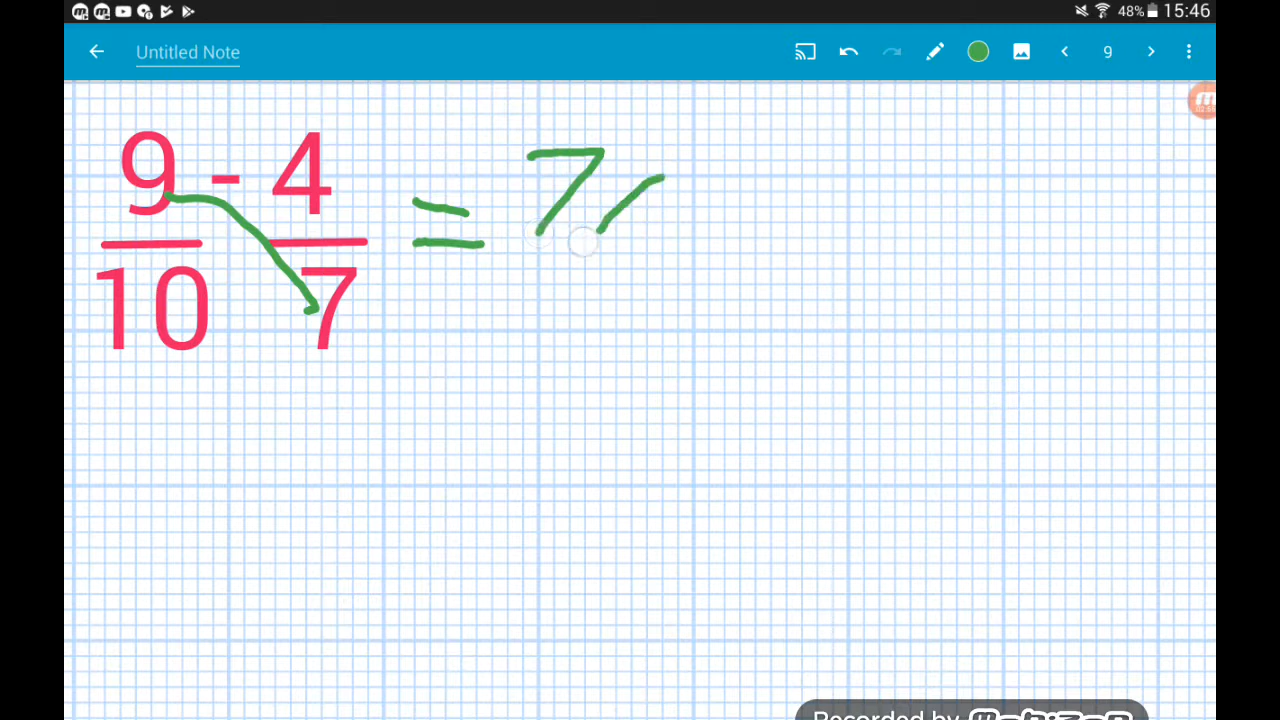 48% 15:46
Untitled Note 9
9 - 4 = 7
10 7
Recorded by